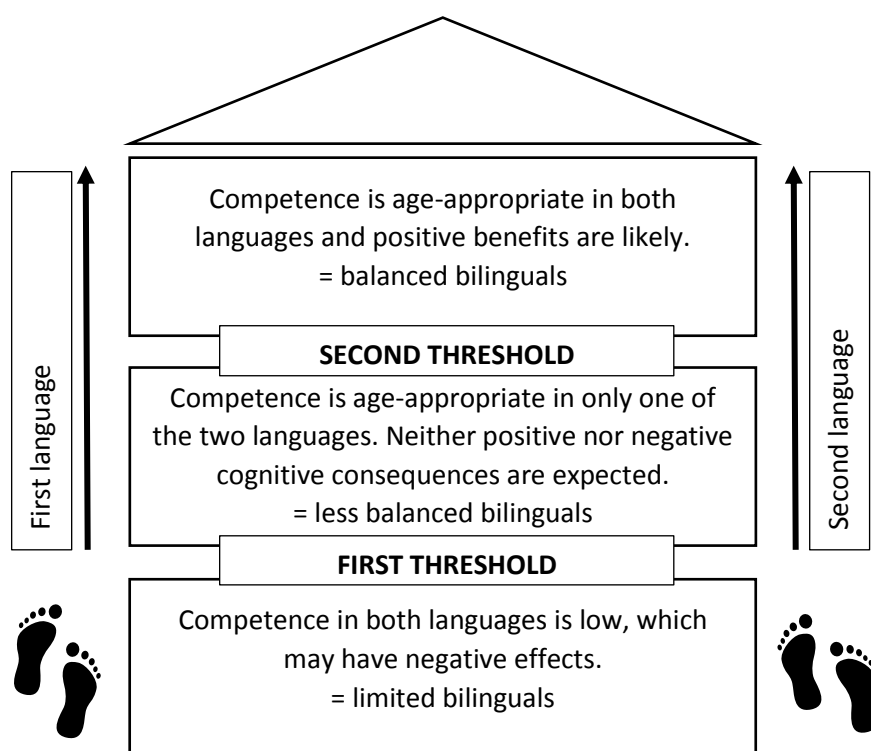 Competence is age-appropriate in both
languages and positive benefits are likely.
= balanced bilinguals
SECOND THRESHOLD
Competence is age-appropriate in only one of
the two languages. Neither positive nor negative
cognitive consequences are expected.
= less balanced bilinguals
FIRST THRESHOLD
Competence in both languages is low, which
may have negative effects.
= limited bilinguals
First language
Second language